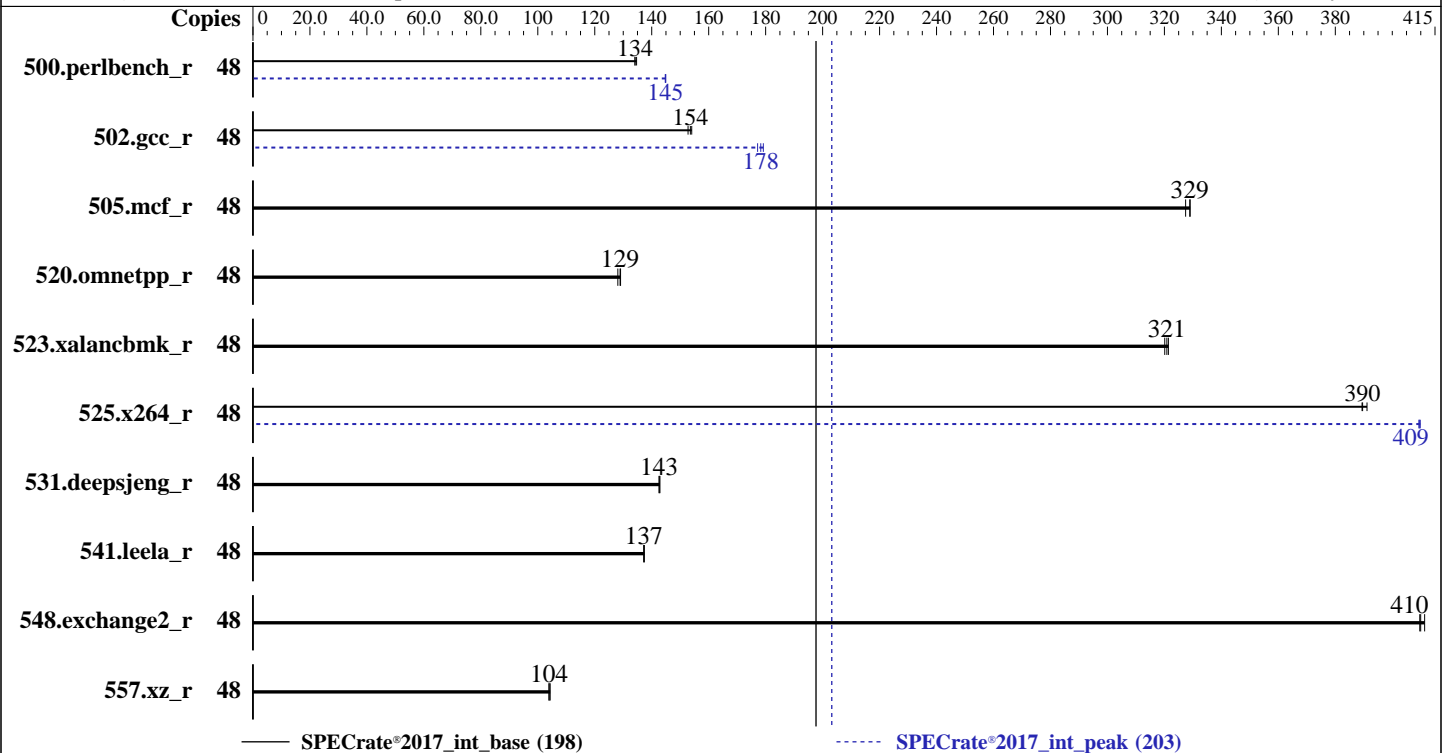 Copies 0 20.0 40.0 60.0 80.0 100 120 140 160 180 200 220 240 260 280 300 320 340 360 380 415
134
500.perlbench_r 48
145
154
502.gcc_r 48
178
329
505.mcf_r 48
129
520.omnetpp_r 48
321
523.xalancbmk_r 48
390
525.x264_r 48
409
143
531.deepsjeng_r 48
137
541.leela_r 48
410
548.exchange2_r 48
104
557.xz_r 48
SPECrate®2017_int_base (198) SPECrate®2017_int_peak (203)